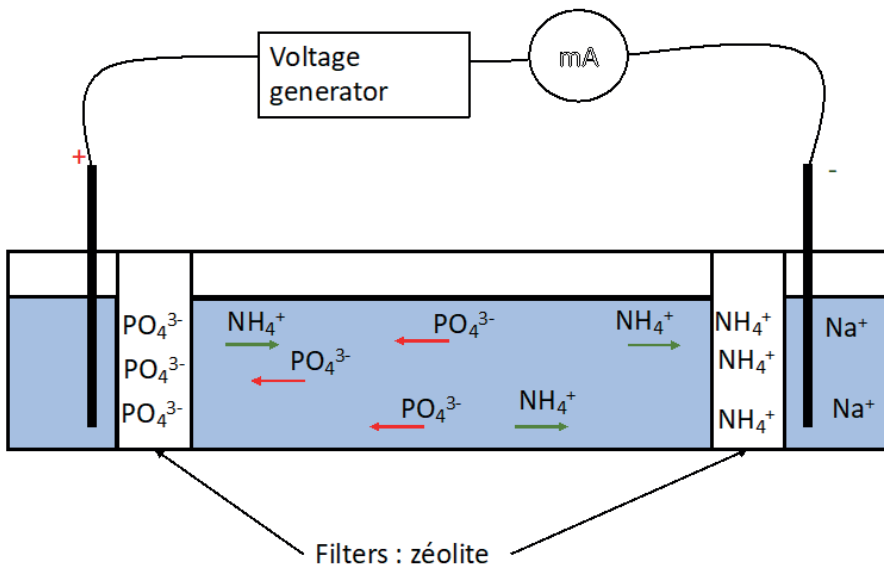 Voltage
generator
mA
+
-
PO₄³⁻ NH₄⁺ PO₄³⁻ NH₄⁺ NH₄⁺ Na⁺
PO₄³⁻ PO₄³⁻ NH₄⁺
PO₄³⁻ PO₄³⁻ NH₄⁺ NH₄⁺ Na⁺
Filters : zéolite